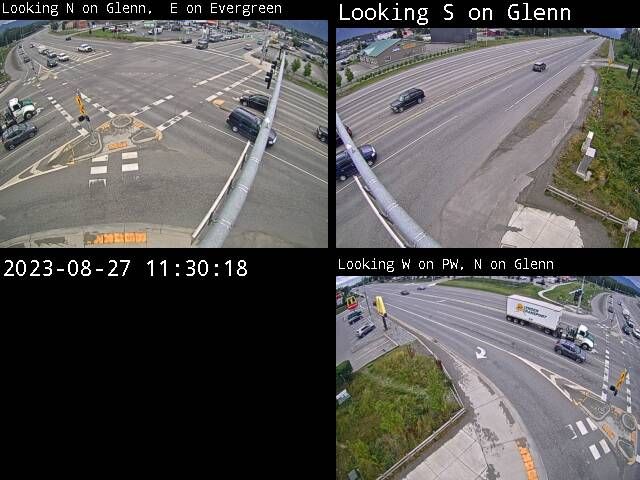 Looking N on Glenn, E on Evergreen
Looking S on Glenn
2023-08-27 11:30:18
Looking W on PW, N on Glenn